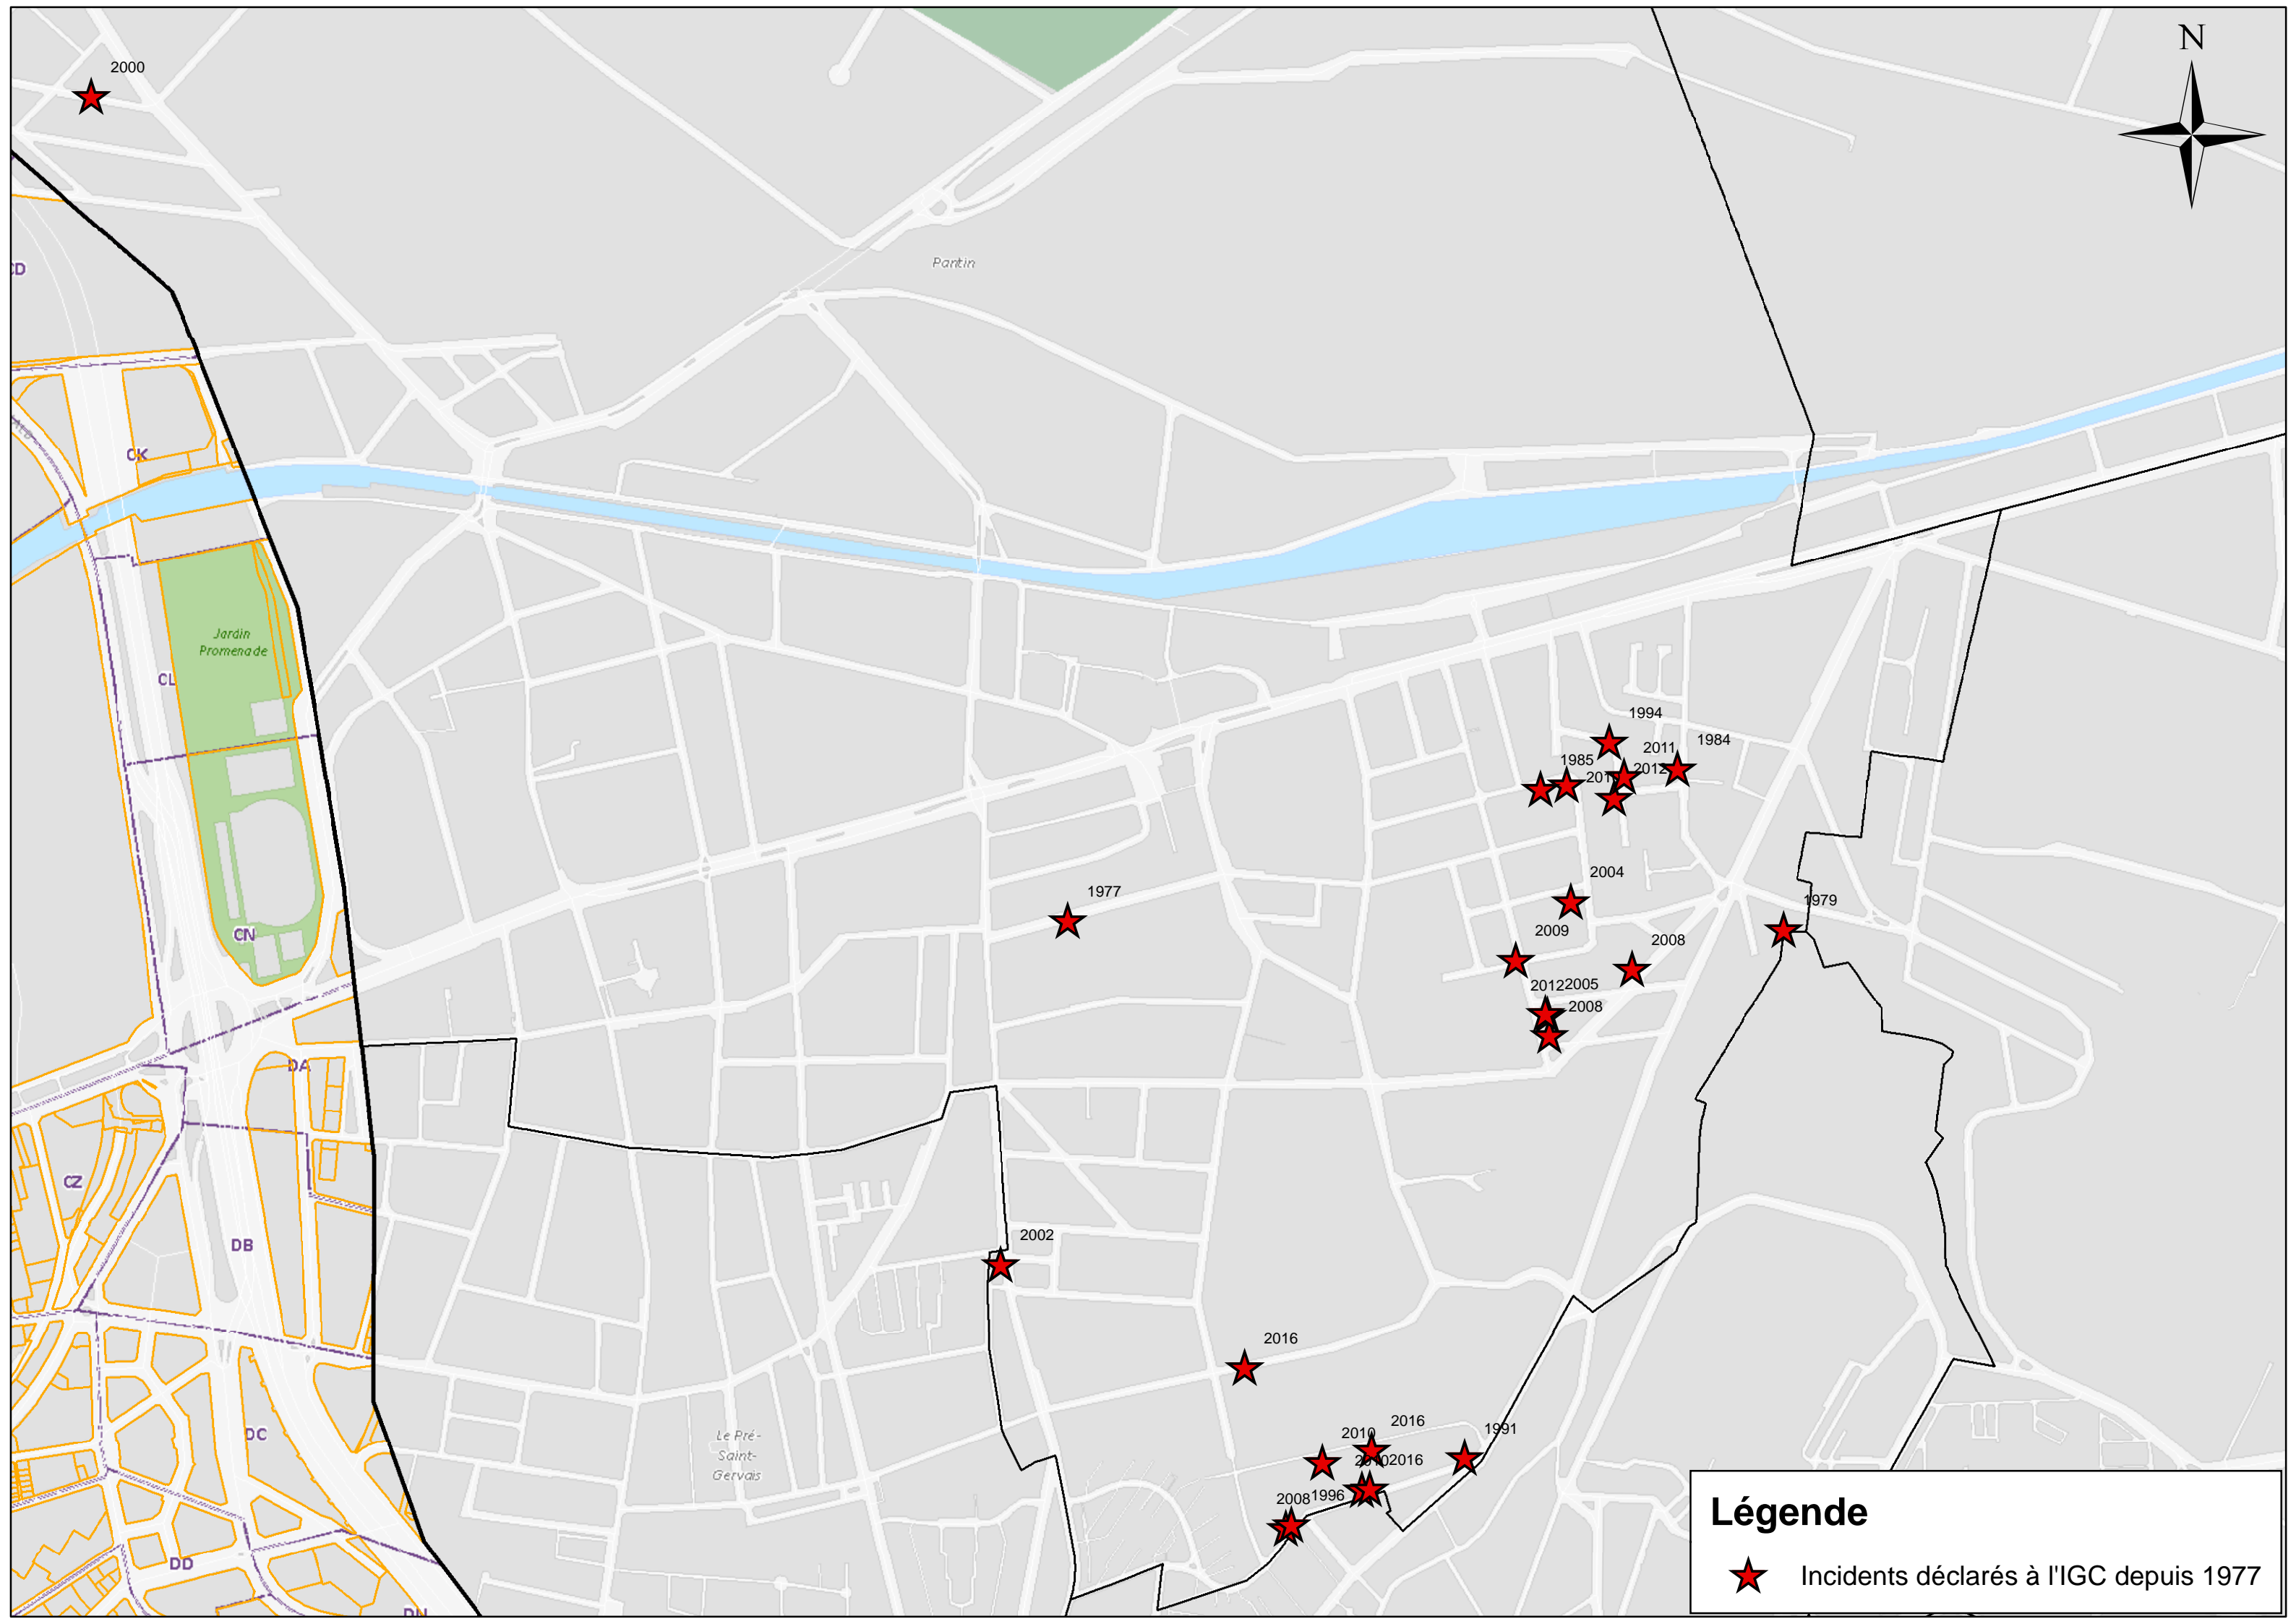 2000
N
Pantin
CK
Jardin
Promenade
CL
1994
1984
2011
1985
2012
2004
1977
1979
2009
CN
2008
2012
2005
2008
DA
CZ
2002
DB
2016
2016
1991
2010
DC
Le Pré-
Saint-
Gervais
2016
2008
1996
DD
Légende
Incidents déclarés à l'IGC depuis 1977